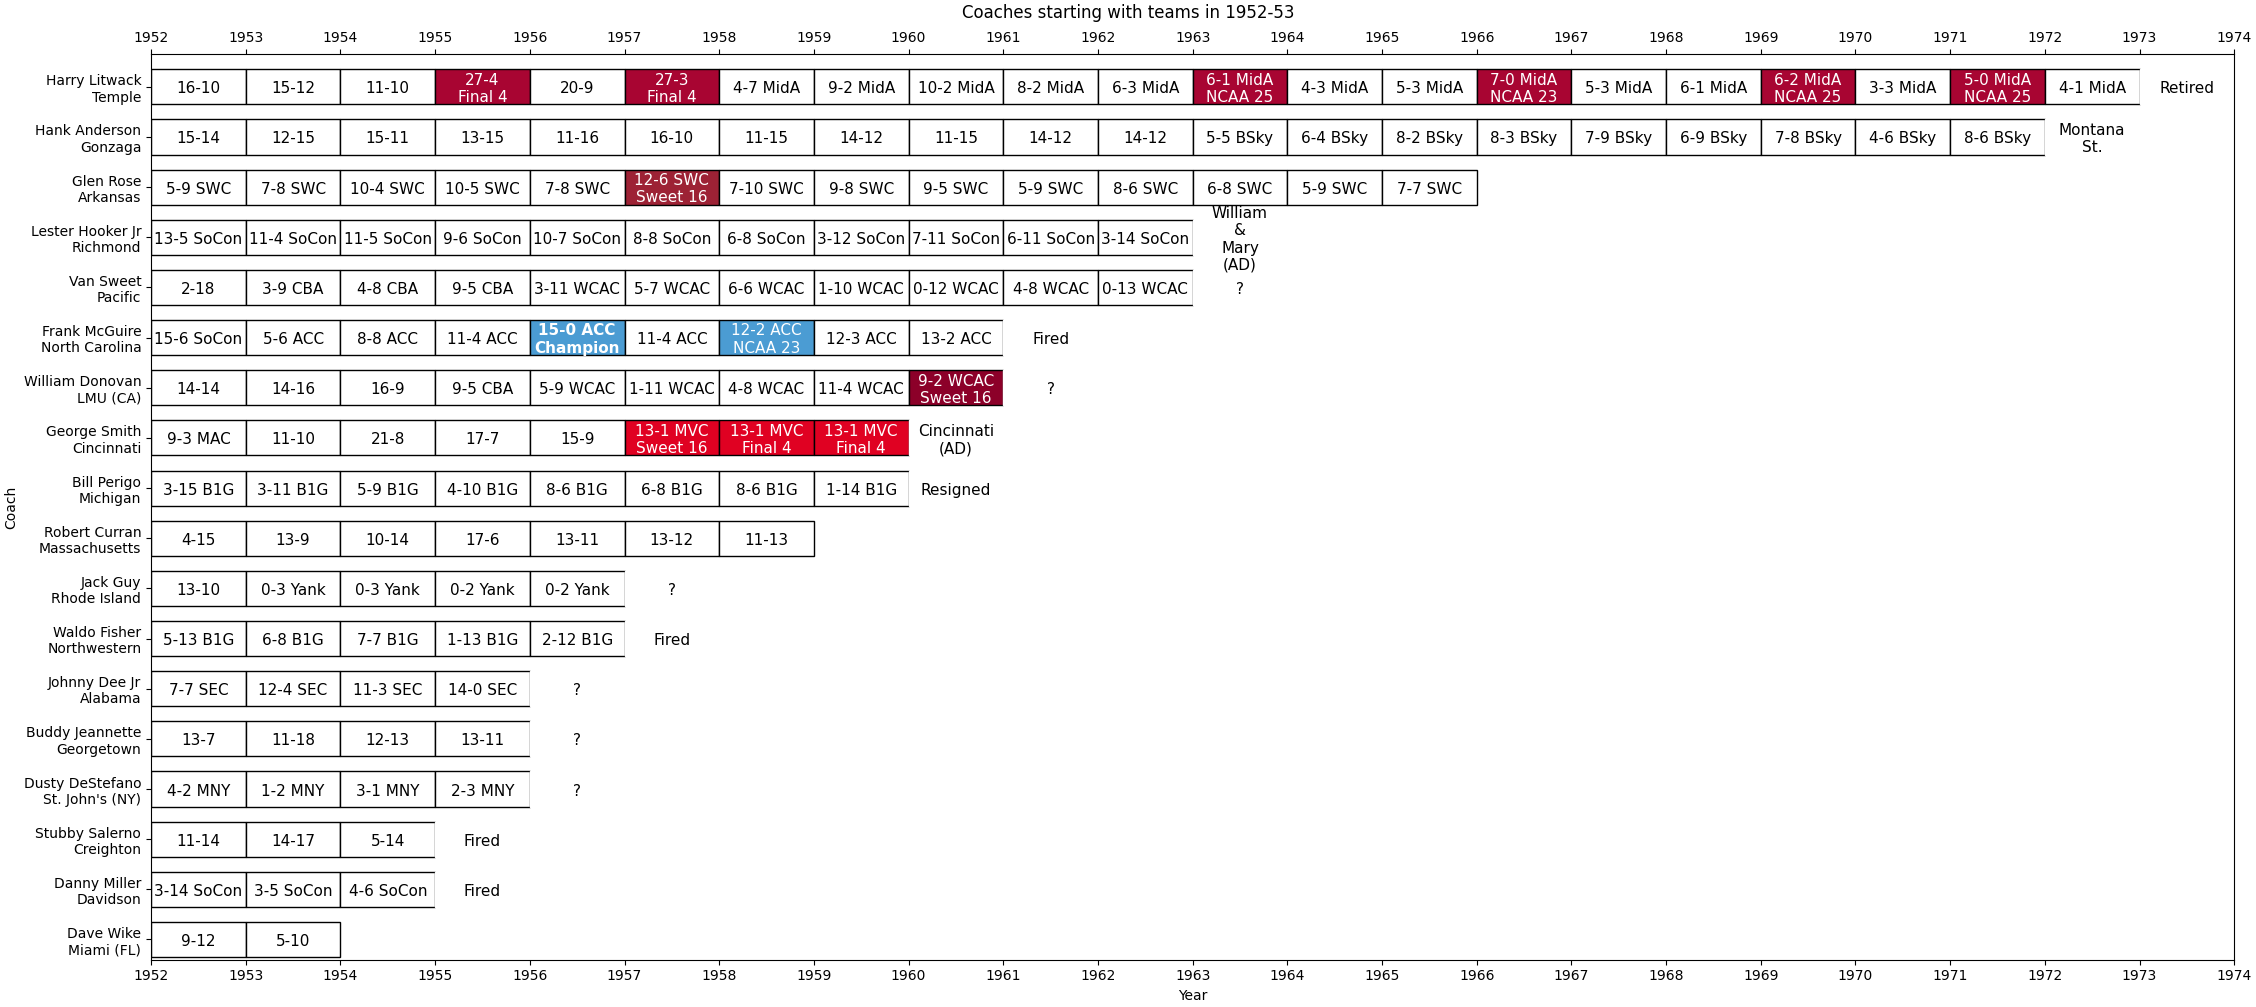 Coaches starting with teams in 1952-53
1952 1953 1954 1955 1956 1957 1958 1959 1960 1961 1962 1963 1964 1965 1966 1967 1968 1969 1970 1971 1972 1973 1974
Harry Litwack
Temple
16-10
15-12
11-10
27-4
Final 4
20-9
27-3
Final 4
4-7 MidA
9-2 MidA
10-2 MidA
8-2 MidA
6-3 MidA
6-1 MidA
NCAA 25
4-3 MidA
5-3 MidA
7-0 MidA
NCAA 23
5-3 MidA
6-1 MidA
6-2 MidA
NCAA 25
3-3 MidA
5-0 MidA
NCAA 25
4-1 MidA
Retired
Hank Anderson
Gonzaga
15-14
12-15
15-11
13-15
11-16
16-10
11-15
14-12
11-15
14-12
14-12
5-5 BSky
6-4 BSky
8-2 BSky
8-3 BSky
7-9 BSky
6-9 BSky
7-8 BSky
4-6 BSky
8-6 BSky
Montana
St.
Glen Rose
Arkansas
5-9 SWC
7-8 SWC
10-4 SWC
10-5 SWC
7-8 SWC
12-6 SWC
Sweet 16
7-10 SWC
9-8 SWC
9-5 SWC
5-9 SWC
8-6 SWC
6-8 SWC
5-9 SWC
7-7 SWC
Lester Hooker Jr
Richmond
13-5 SoCon
11-4 SoCon
11-5 SoCon
9-6 SoCon
10-7 SoCon
8-8 SoCon
6-8 SoCon
3-12 SoCon
7-11 SoCon
6-11 SoCon
3-14 SoCon
William
&
Mary
(AD)
Van Sweet
Pacific
2-18
3-9 CBA
4-8 CBA
9-5 CBA
3-11 WCAC
5-7 WCAC
6-6 WCAC
1-10 WCAC
0-12 WCAC
4-8 WCAC
0-13 WCAC
?
Frank McGuire
North Carolina
15-6 SoCon
5-6 ACC
8-8 ACC
11-4 ACC
15-0 ACC
Champion
11-4 ACC
12-2 ACC
NCAA 23
12-3 ACC
13-2 ACC
Fired
William Donovan
LMU (CA)
14-14
14-16
16-9
9-5 CBA
5-9 WCAC
1-11 WCAC
4-8 WCAC
11-4 WCAC
9-2 WCAC
Sweet 16
?
George Smith
Cincinnati
9-3 MAC
11-10
21-8
17-7
15-9
13-1 MVC
Sweet 16
13-1 MVC
Final 4
13-1 MVC
Final 4
Cincinnati
(AD)
Bill Perigo
Michigan
3-15 B1G
3-11 B1G
5-9 B1G
4-10 B1G
8-6 B1G
6-8 B1G
8-6 B1G
1-14 B1G
Resigned
Robert Curran
Massachusetts
4-15
13-9
10-14
17-6
13-11
13-12
11-13
Jack Guy
Rhode Island
13-10
0-3 Yank
0-3 Yank
0-2 Yank
0-2 Yank
?
Waldo Fisher
Northwestern
5-13 B1G
6-8 B1G
7-7 B1G
1-13 B1G
2-12 B1G
Fired
Johnny Dee Jr
Alabama
7-7 SEC
12-4 SEC
11-3 SEC
14-0 SEC
?
Buddy Jeannette
Georgetown
13-7
11-18
12-13
13-11
?
Dusty DeStefano
St. John's (NY)
4-2 MNY
1-2 MNY
3-1 MNY
2-3 MNY
?
Stubby Salerno
Creighton
11-14
14-17
5-14
Fired
Danny Miller
Davidson
3-14 SoCon
3-5 SoCon
4-6 SoCon
Fired
Dave Wike
Miami (FL)
9-12
5-10
Coach
1952 1953 1954 1955 1956 1957 1958 1959 1960 1961 1962 1963 1964 1965 1966 1967 1968 1969 1970 1971 1972 1973 1974
Year